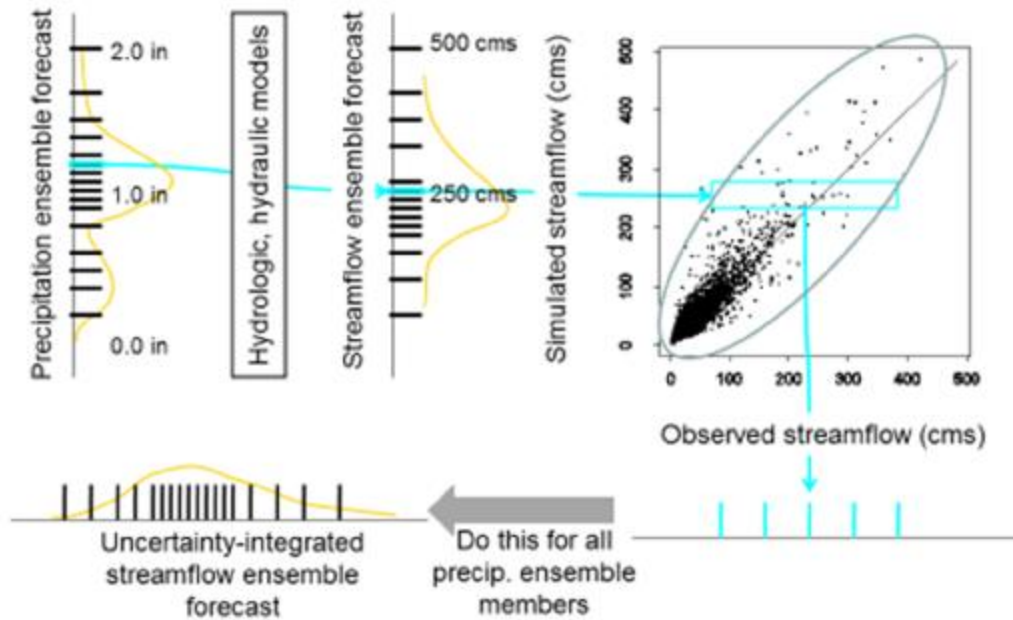 Precipitation ensemble forecast
2.0 in
1.0 in
0.0 in
Hydrologic, hydraulic models
Streamflow ensemble forecast
500 cms
250 cms
Simulated streamflow (cms)
600
400
300
200
100
0
0 100 200 300 400 500
Observed streamflow (cms)
Do this for all
precip. ensemble
members
Uncertainty-integrated
streamflow ensemble
forecast